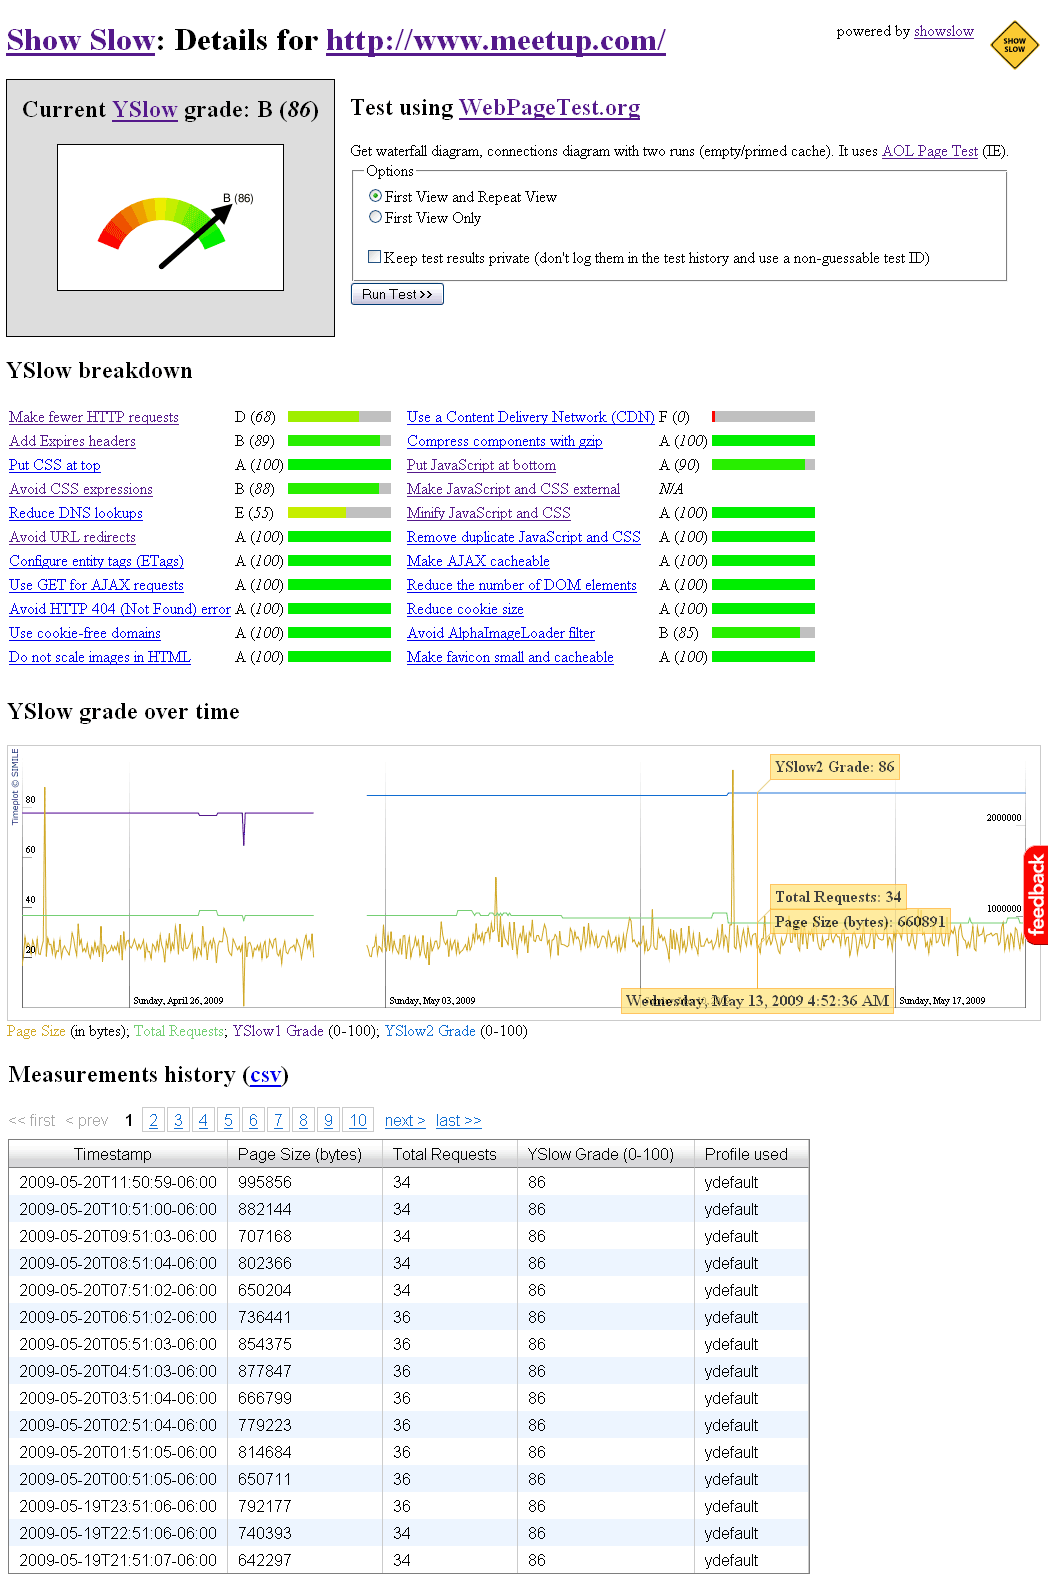 Show Slow: Details for http://www.meetup.com/
powered by showslow
SHOW
SLOW
Current YSlow grade: B (86)
B (86)
Test using WebPageTest.org
Get waterfall diagram, connections diagram with two runs (empty/primed cache). It uses AOL Page Test (IE).
Options
First View and Repeat View
First View Only
Keep test results private (don't log them in the test history and use a non-guessable test ID)
Run Test >>
YSlow breakdown
Make fewer HTTP requests D (68) Use a Content Delivery Network (CDN) F (0)
Add Expires headers B (89) Compress components with gzip A (100)
Put CSS at top A (100) Put JavaScript at bottom A (90)
Avoid CSS expressions B (88) Make JavaScript and CSS external N/A
Reduce DNS lookups E (55) Minify JavaScript and CSS A (100)
Avoid URL redirects A (100) Remove duplicate JavaScript and CSS A (100)
Configure entity tags (ETags) A (100) Make AJAX cacheable A (100)
Use GET for AJAX requests A (100) Reduce the number of DOM elements A (100)
Avoid HTTP 404 (Not Found) error A (100) Reduce cookie size A (100)
Use cookie-free domains A (100) Avoid AlphaImageLoader filter B (85)
Do not scale images in HTML A (100) Make favicon small and cacheable A (100)
YSlow grade over time
Timeplot © SIMILE
YSlow2 Grade: 86
80
2000000
60
40
Total Requests: 34
1000000
Page Size (bytes): 660891
20
feedback
Sunday, April 26, 2009
Sunday, May 03, 2009
Wednesday, May 13, 2009 4:52:36 AM
Sunday, May 17, 2009
Page Size (in bytes); Total Requests; YSlow1 Grade (0-100); YSlow2 Grade (0-100)
Measurements history (csv)
<< first < prev 1 2 3 4 5 6 7 8 9 10 next > last >>
Timestamp Page Size (bytes) Total Requests YSlow Grade (0-100) Profile used
2009-05-20T11:50:59-06:00 995856 34 86 ydefault
2009-05-20T10:51:00-06:00 882144 34 86 ydefault
2009-05-20T09:51:03-06:00 707168 34 86 ydefault
2009-05-20T08:51:04-06:00 802366 34 86 ydefault
2009-05-20T07:51:02-06:00 650204 34 86 ydefault
2009-05-20T06:51:02-06:00 736441 36 86 ydefault
2009-05-20T05:51:03-06:00 854375 36 86 ydefault
2009-05-20T04:51:03-06:00 877847 36 86 ydefault
2009-05-20T03:51:04-06:00 666799 36 86 ydefault
2009-05-20T02:51:04-06:00 779223 36 86 ydefault
2009-05-20T01:51:05-06:00 814684 36 86 ydefault
2009-05-20T00:51:05-06:00 650711 36 86 ydefault
2009-05-19T23:51:06-06:00 792177 36 86 ydefault
2009-05-19T22:51:06-06:00 740393 34 86 ydefault
2009-05-19T21:51:07-06:00 642297 34 86 ydefault